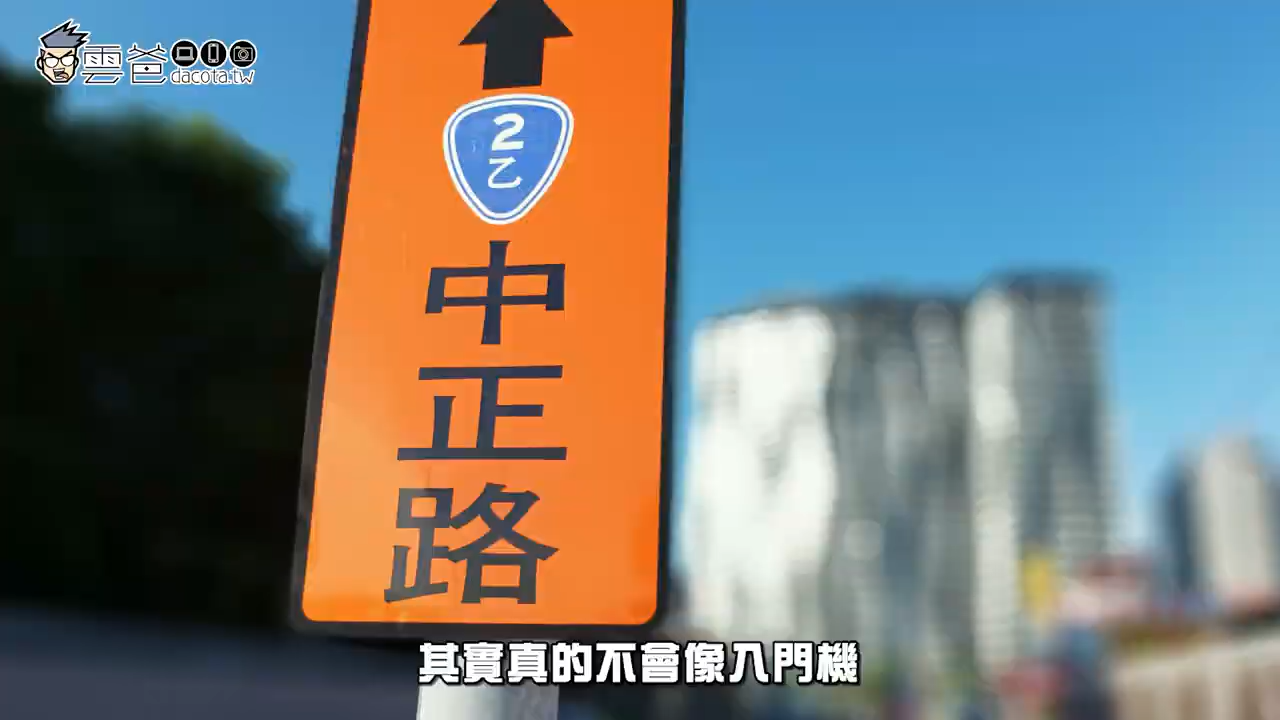 雲爸
dacota.tw
2
乙
中
正
路
其實真的不會像入門機